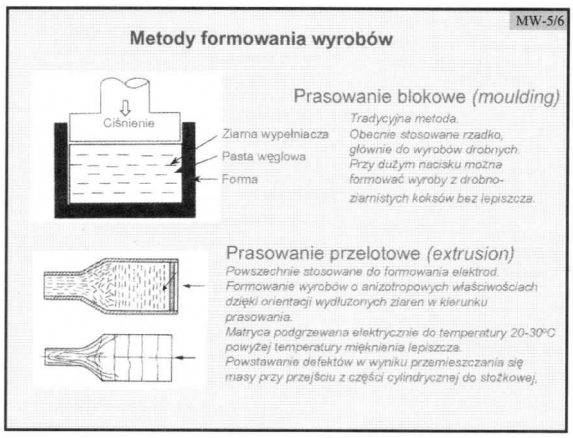 MW-5/6
Metody formowania wyrobów
Prasowanie blokowe (moulding)
Ciśnienie
Ziarna wypełniacza
Pasta węglowa
Forma
Tradycyjna metoda.
Obecnie stosowane rzadko,
głównie do wyrobów drobnych.
Przy dużym nacisku można
formować wyroby z drobno-
ziarnistych koksów bez lepiszcza.
Prasowanie przelotowe (extrusion)
Powszechnie stosowane do formowania elektrod.
Formowanie wyrobów o anizotropowych właściwościach
dzięki orientacji wydłużonych ziaren w kierunku
prasowania.
Matryca podgrzewana elektrycznie do temperatury 20-30ºC
powyżej temperatury mięknienia lepiszcza.
Powstawanie defektów w wyniku przemieszczania się
masy przy przejściu z części cylindrycznej do stożkowej,